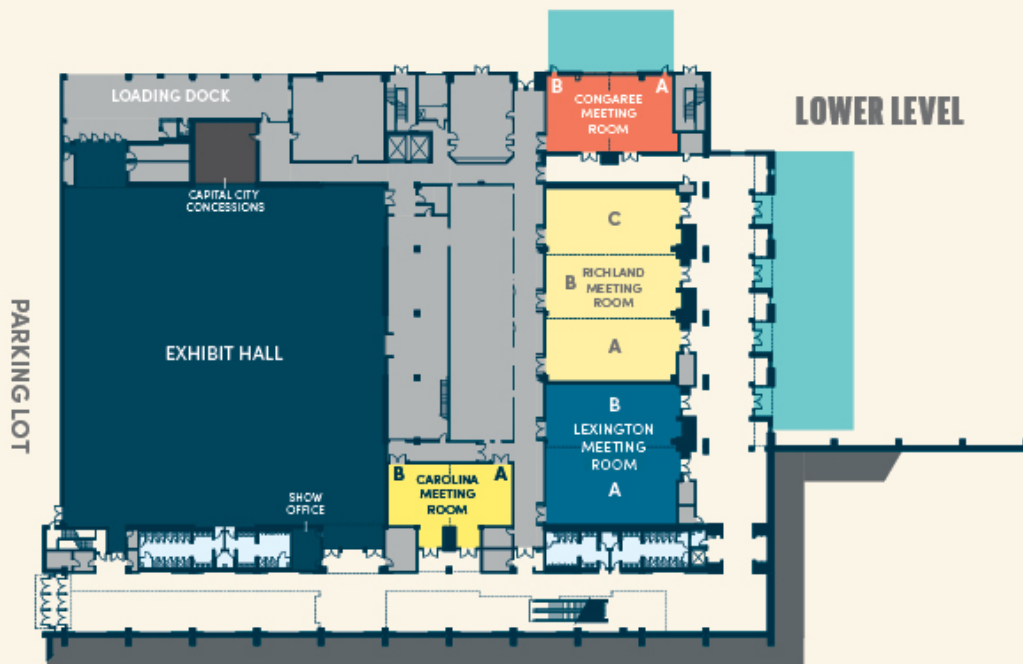 LOADING DOCK
B
A
CONGAREE
MEETING
ROOM
LOWER LEVEL
CAPITAL CITY
CONCESSIONS
C
B
RICHLAND
MEETING
ROOM
A
PARKING LOT
EXHIBIT HALL
B
LEXINGTON
MEETING
ROOM
A
B
A
CAROLINA
MEETING
ROOM
SHOW
OFFICE